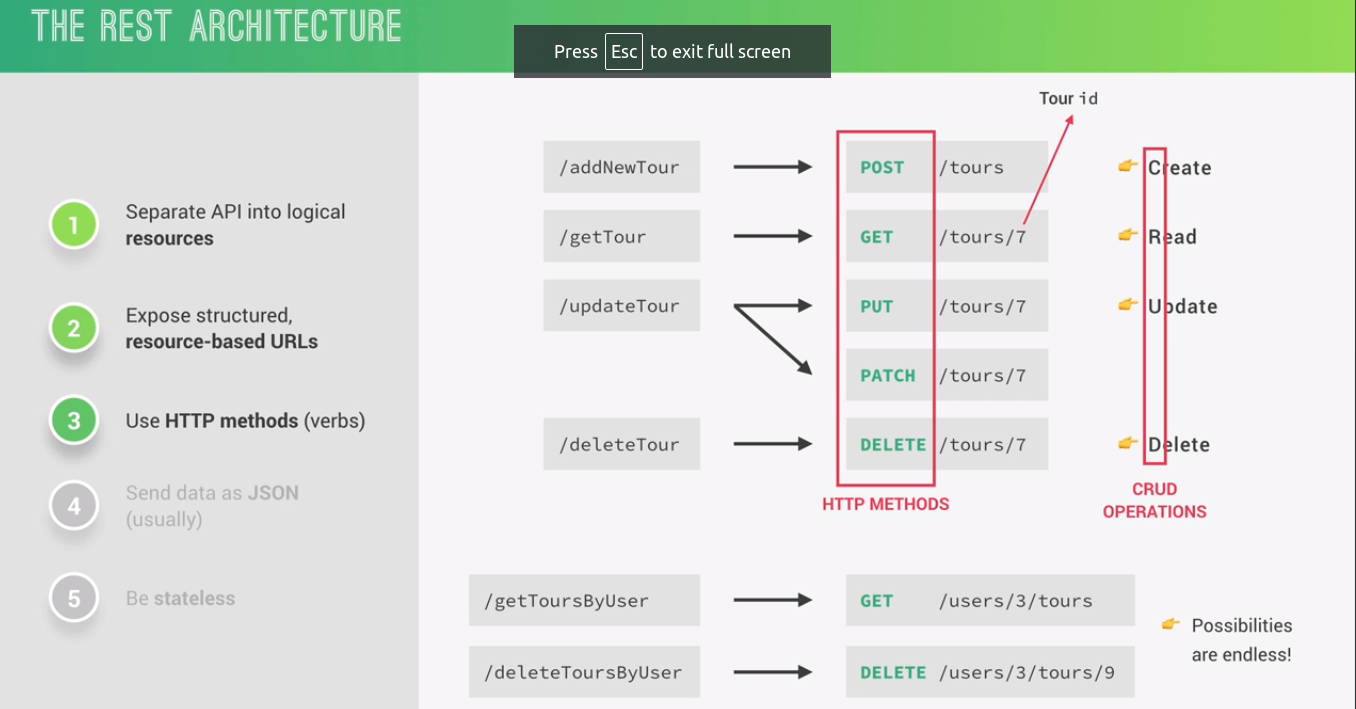 THE REST ARCHITECTURE
Press Esc to exit full screen
1
Separate API into logical
resources
2
Expose structured,
resource-based URLs
3
Use HTTP methods (verbs)
4
Send data as JSON
(usually)
5
Be stateless
Tour id
/addNewTour POST /tours Create
/getTour GET /tours/7 Read
/updateTour PUT /tours/7 Update
PATCH /tours/7
/deleteTour DELETE /tours/7 Delete
HTTP METHODS
CRUD
OPERATIONS
/getToursByUser GET /users/3/tours
/deleteToursByUser DELETE /users/3/tours/9
Possibilities
are endless!